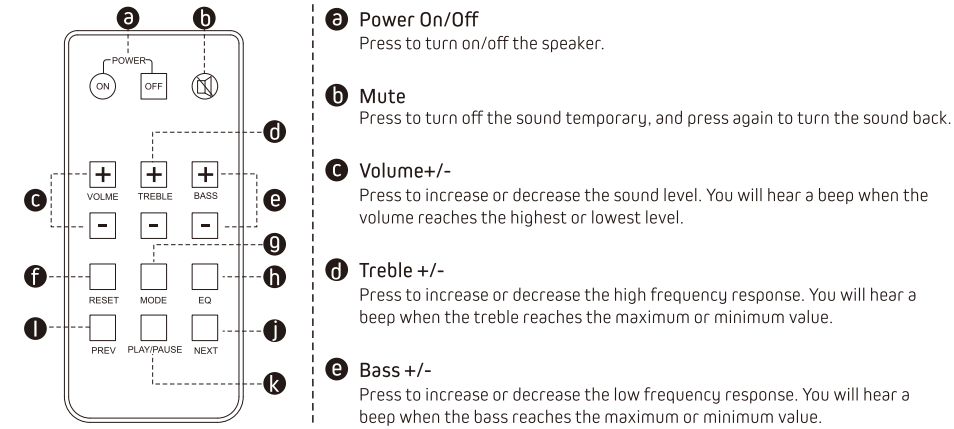 a b
POWER
ON OFF
d
+ + +
c VOLME TREBLE BASS e
- - -
g
f h
RESET MODE EQ
l j
PREV PLAY/PAUSE NEXT
k
a Power On/Off
Press to turn on/off the speaker.
b Mute
Press to turn off the sound temporary, and press again to turn the sound back.
c Volume+/-
Press to increase or decrease the sound level. You will hear a beep when the
volume reaches the highest or lowest level.
d Treble +/-
Press to increase or decrease the high frequency response. You will hear a
beep when the treble reaches the maximum or minimum value.
e Bass +/-
Press to increase or decrease the low frequency response. You will hear a
beep when the bass reaches the maximum or minimum value.